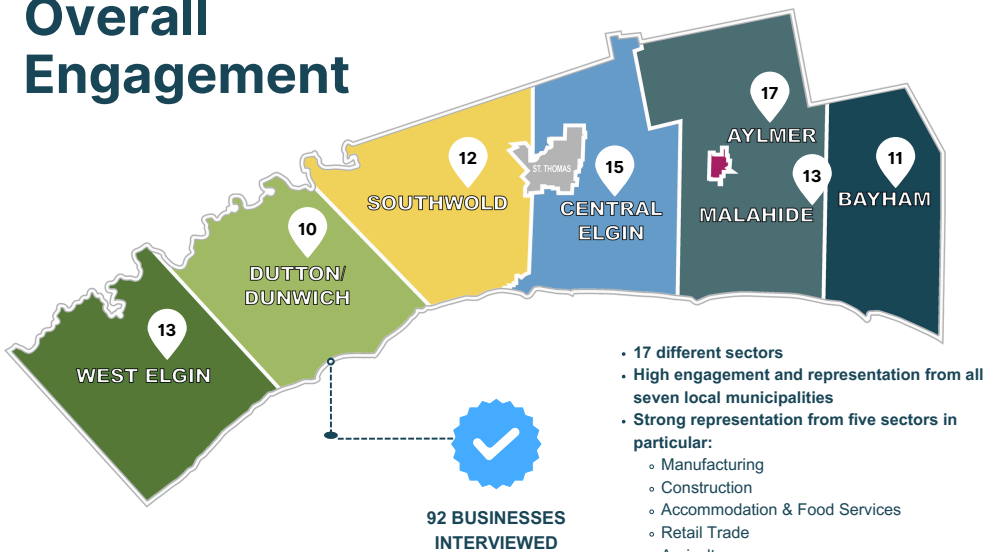 Overall
Engagement
17
AYLMER
12
SOUTHWOLD
ST. THOMAS
15
CENTRAL
ELGIN
13
MALAHIDE
11
BAYHAM
10
DUTTON/
DUNWICH
13
WEST ELGIN
92 BUSINESSES
INTERVIEWED
• 17 different sectors
• High engagement and representation from all
seven local municipalities
• Strong representation from five sectors in
particular:
◦ Manufacturing
◦ Construction
◦ Accommodation & Food Services
◦ Retail Trade